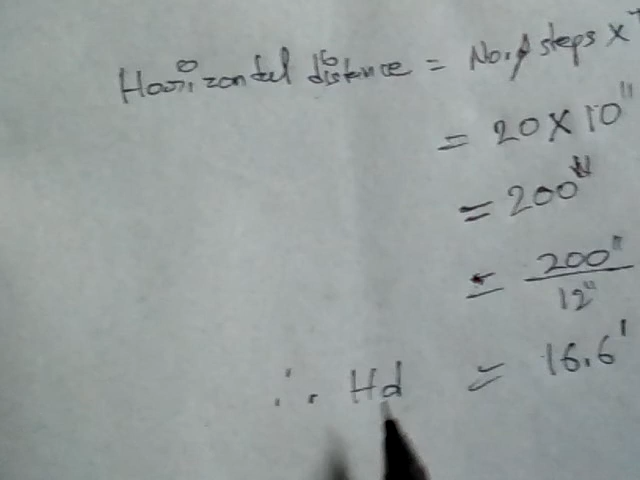 Horizontal distance = No. of steps x
= 20 x 10"
= 200"
= 200" / 12"
∴ Hd = 16.6'